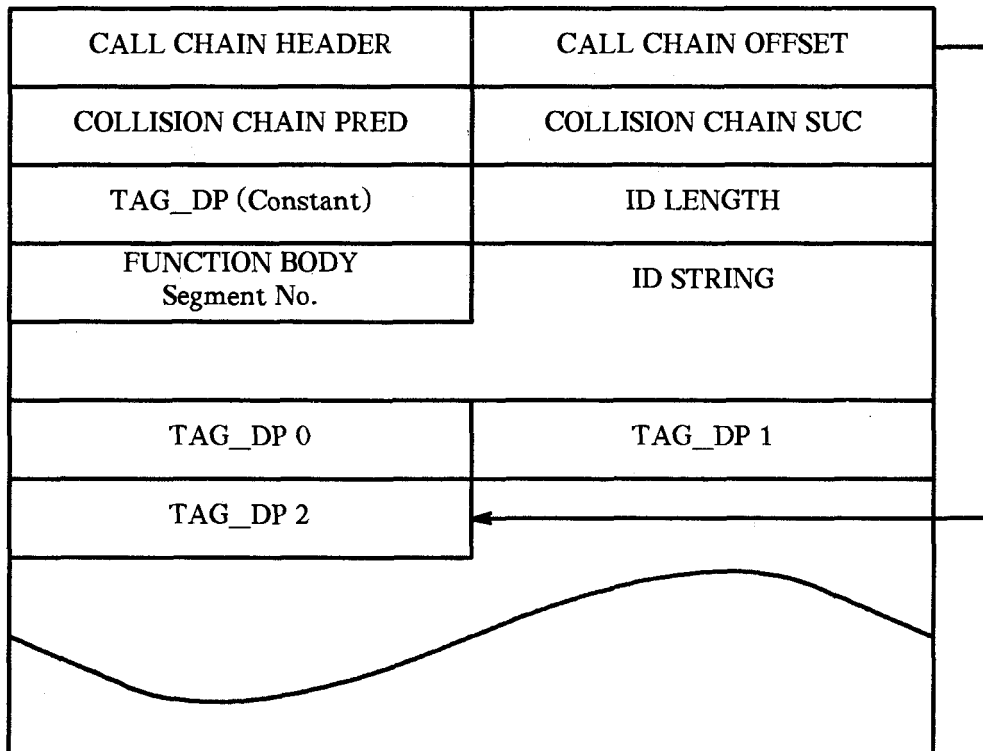 CALL CHAIN HEADER
CALL CHAIN OFFSET
COLLISION CHAIN PRED
COLLISION CHAIN SUC
TAG_DP (Constant)
ID LENGTH
FUNCTION BODY
Segment No.
ID STRING
TAG_DP 0
TAG_DP 1
TAG_DP 2